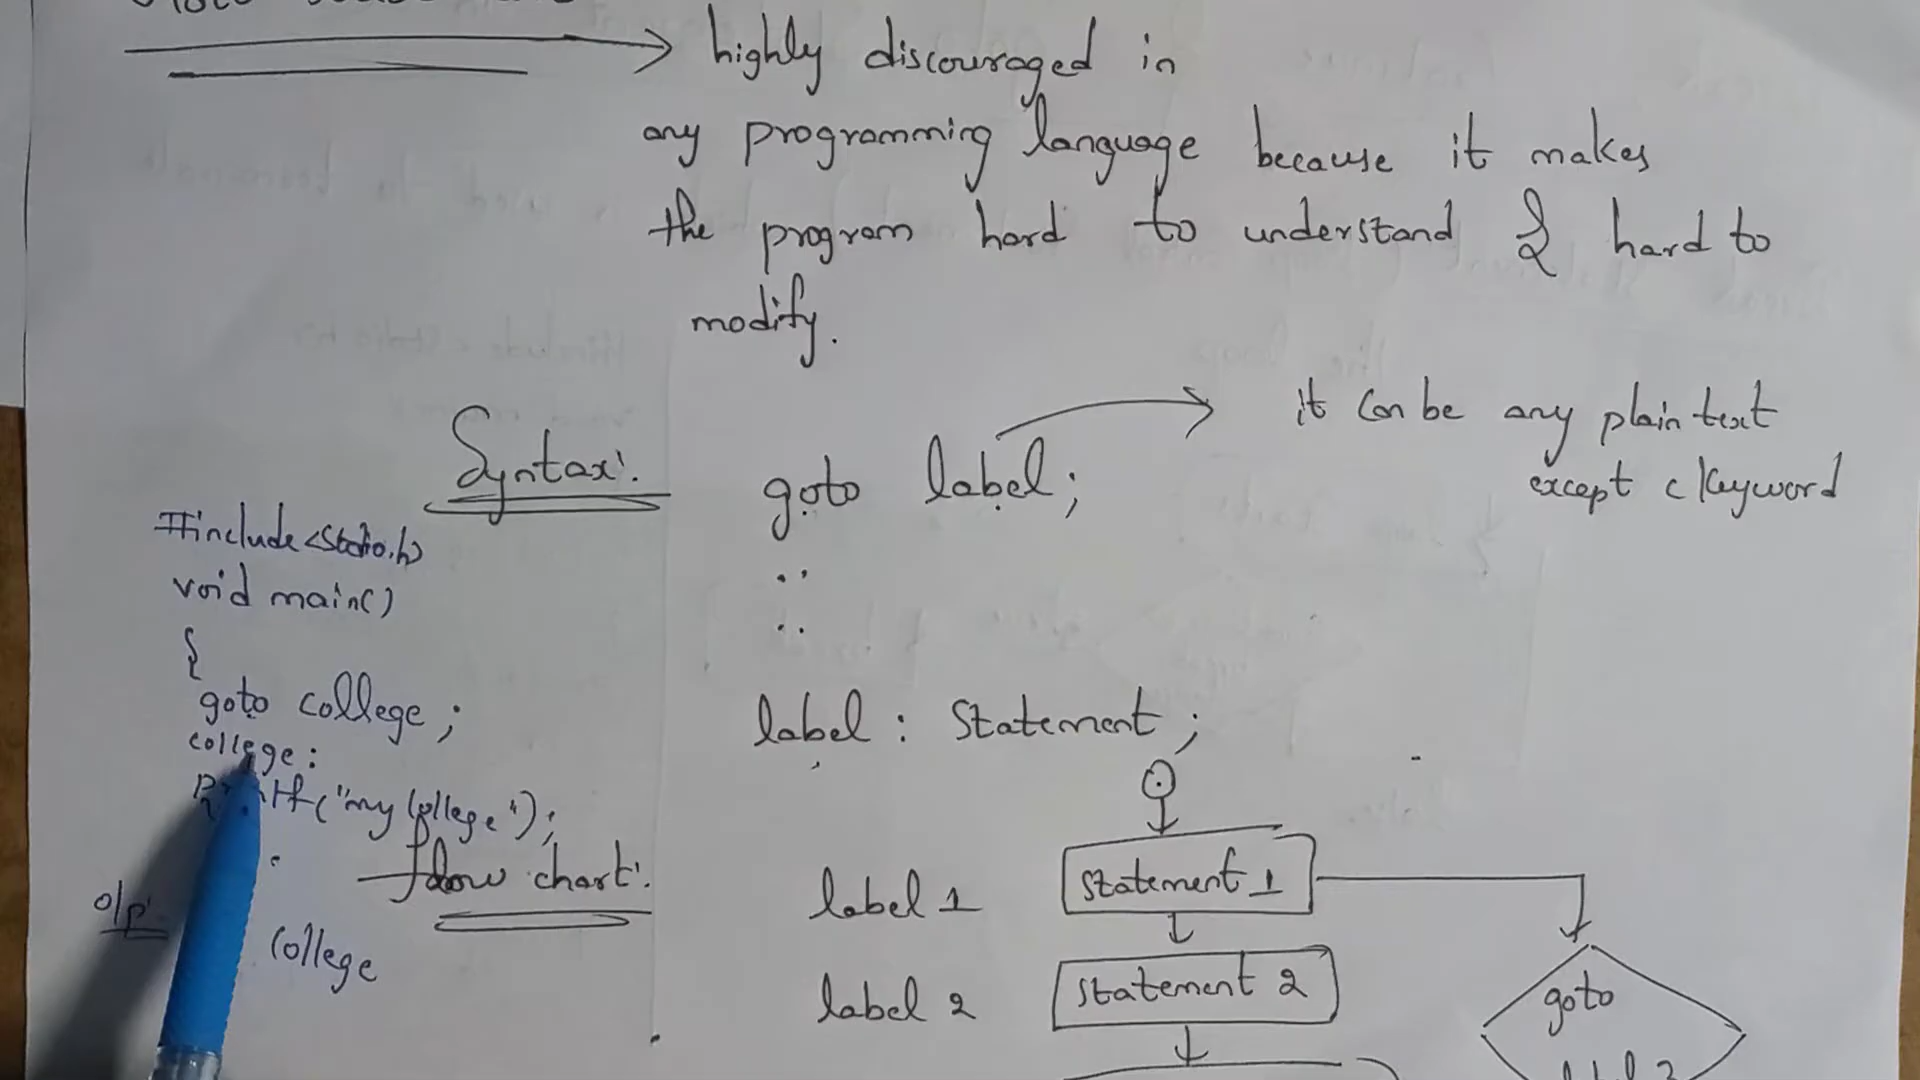 highly discouraged in
any programming language because it makes
the program hard to understand & hard to
modify.
it can be any plain text
except c keyword
Syntax:
goto label;
..
..
label : Statement ;
#include<stdio.h>
void main()
{
goto college ;
college :
printf("my college");
o/p:
college
flow chart:
label 1
statement 1
label 2
statement 2
goto